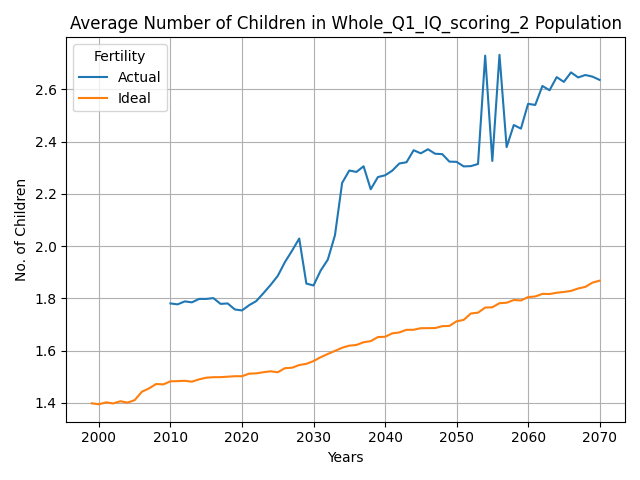 Average Number of Children in Whole_Q1_IQ_scoring_2 Population
Fertility
Actual
Ideal
No. of Children
2.6
2.4
2.2
2.0
1.8
1.6
1.4
2000 2010 2020 2030 2040 2050 2060 2070
Years